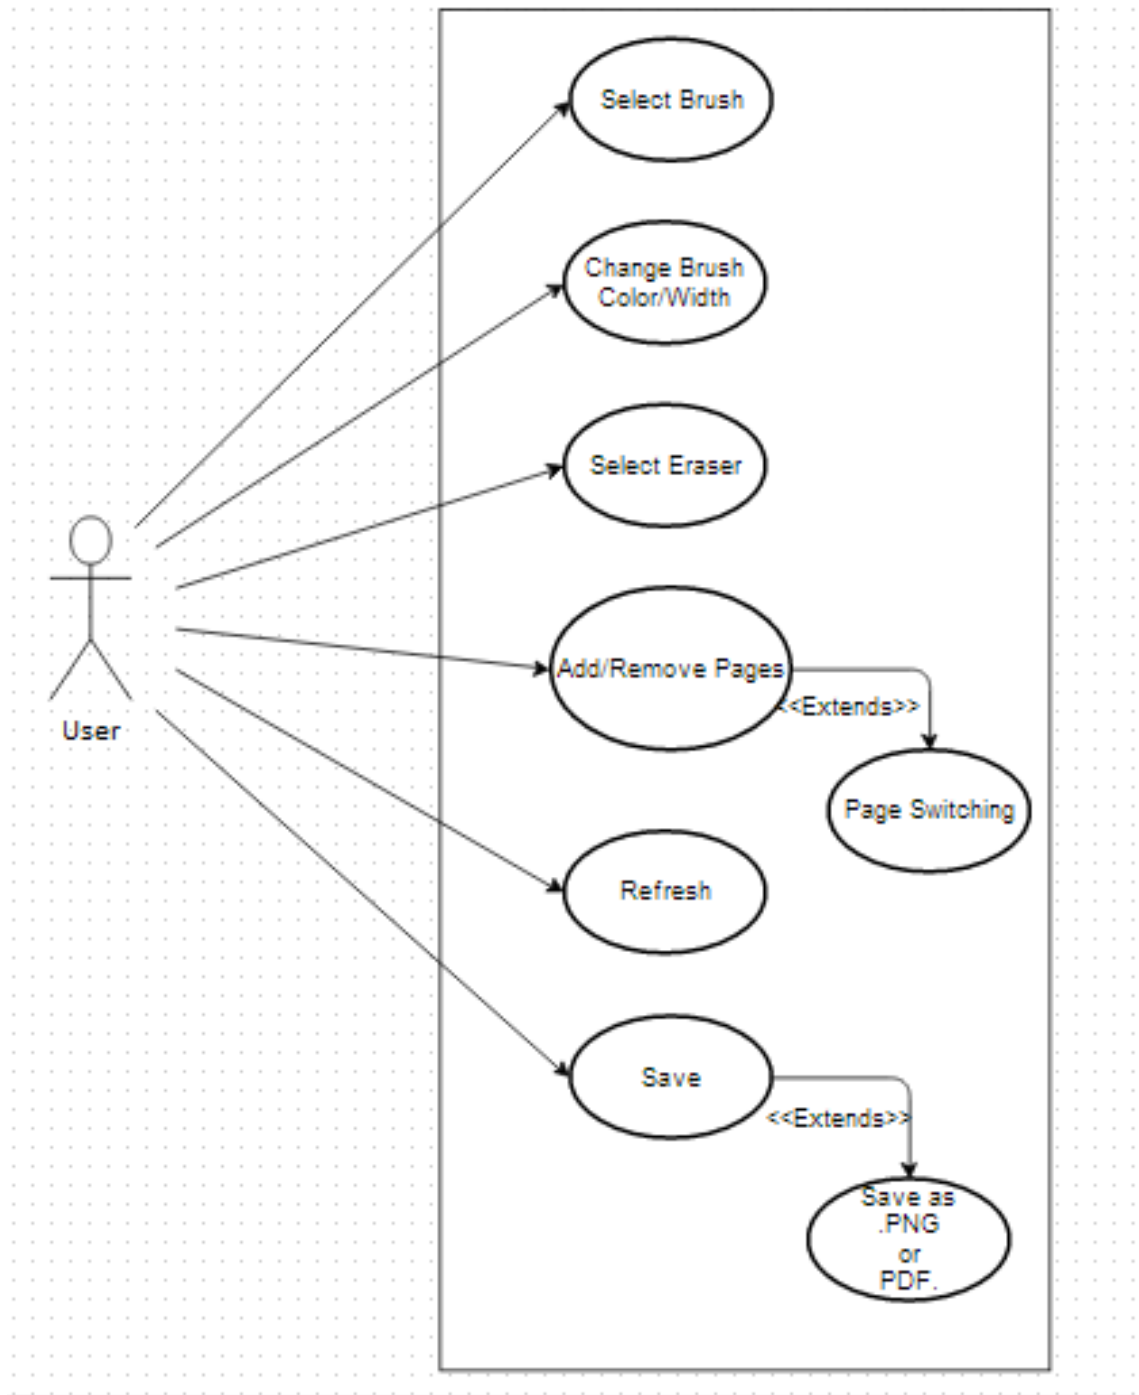 Select Brush
Change Brush
Color/Width
Select Eraser
Add/Remove Pages
<<Extends>>
Page Switching
User
Refresh
Save
<<Extends>>
Save as
.PNG
or
PDF.